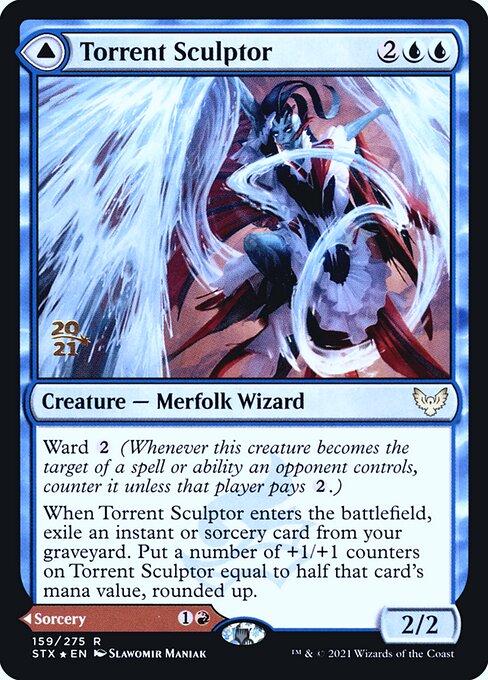 Torrent Sculptor 2
20
21
Creature — Merfolk Wizard
Ward 2 (Whenever this creature becomes the
target of a spell or ability an opponent controls,
counter it unless that player pays 2.)
When Torrent Sculptor enters the battlefield,
exile an instant or sorcery card from your
graveyard. Put a number of +1/+1 counters
on Torrent Sculptor equal to half that card's
mana value, rounded up.
Sorcery 1
2/2
159/275 R
STX ★ EN SLAWOMIR MANIAK
™ & © 2021 Wizards of the Coast